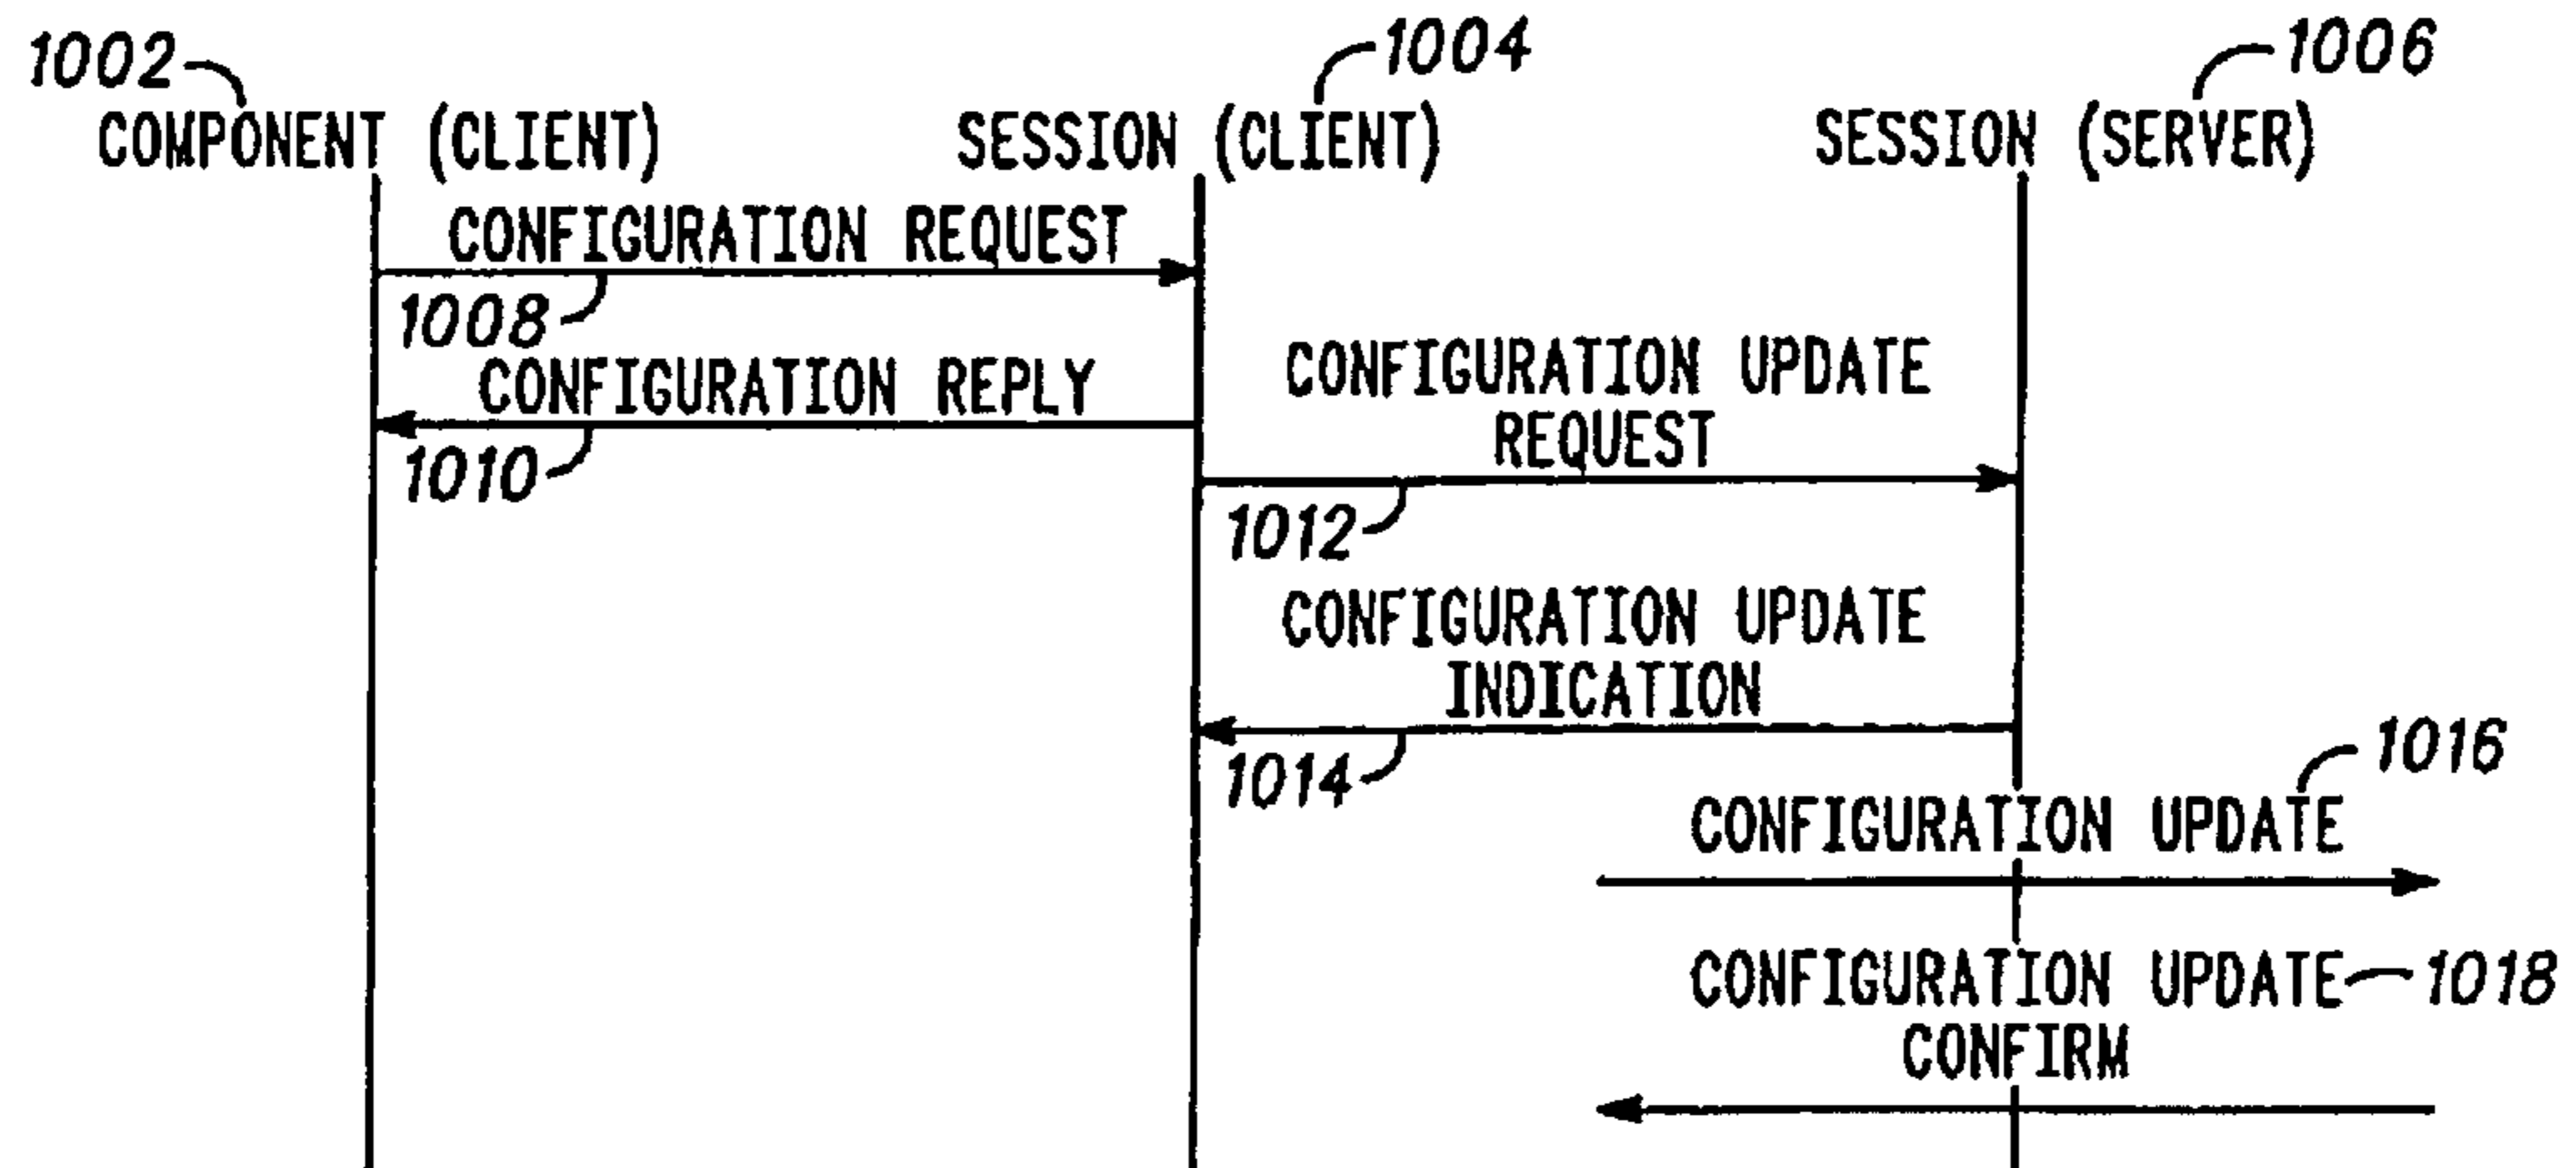 1002
1004
1006
COMPONENT (CLIENT)
SESSION (CLIENT)
SESSION (SERVER)
CONFIGURATION REQUEST
1008
CONFIGURATION REPLY
1010
CONFIGURATION UPDATE
REQUEST
1012
CONFIGURATION UPDATE
INDICATION
1014
1016
CONFIGURATION UPDATE
CONFIGURATION UPDATE 1018
CONFIRM